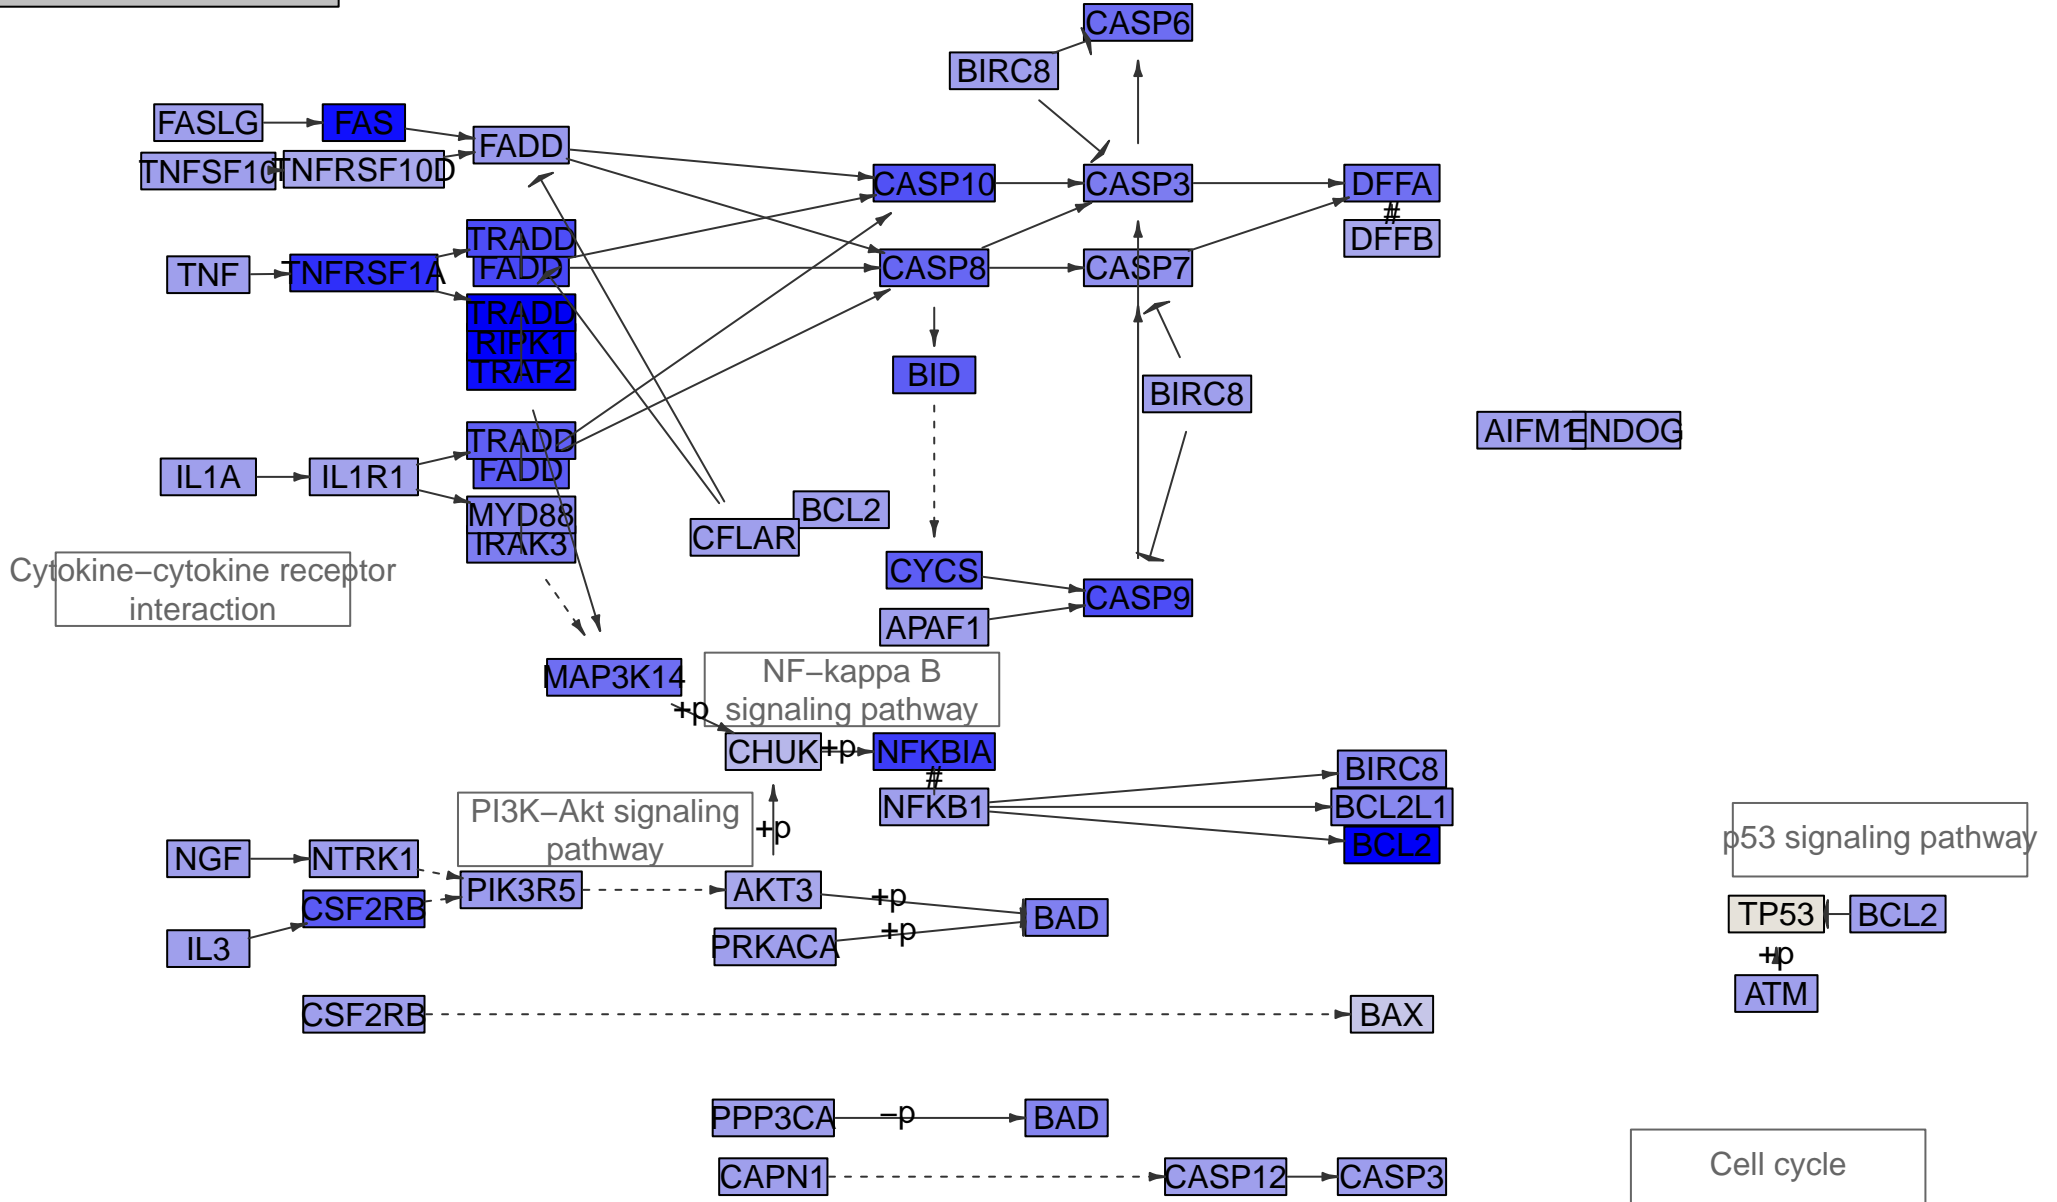 CASP6
BIRC8
FASLG
FAS
FADD
TNFSF10
TNFRSF10D
CASP10
CASP3
DFFA
#
DFFB
TRADD
FADD
TNF
TNFRSF1A
CASP8
CASP7
TRADD
RIPK1
TRAF2
BID
BIRC8
TRADD
FADD
IL1A
IL1R1
AIFM1
ENDOG
MYD88
IRAK3
BCL2
CFLAR
Cytokine–cytokine receptor
interaction
CYCS
CASP9
APAF1
MAP3K14
NF–kappa B
signaling pathway
+p
CHUK
+p
NFKBIA
#
NFKB1
BIRC8
BCL2L1
BCL2
PI3K–Akt signaling
pathway
+p
p53 signaling pathway
NGF
NTRK1
PIK3R5
AKT3
+p
CSF2RB
BAD
+p
IL3
PRKACA
TP53
BCL2
+p
ATM
CSF2RB
BAX
PPP3CA
–p
BAD
CAPN1
CASP12
CASP3
Cell cycle